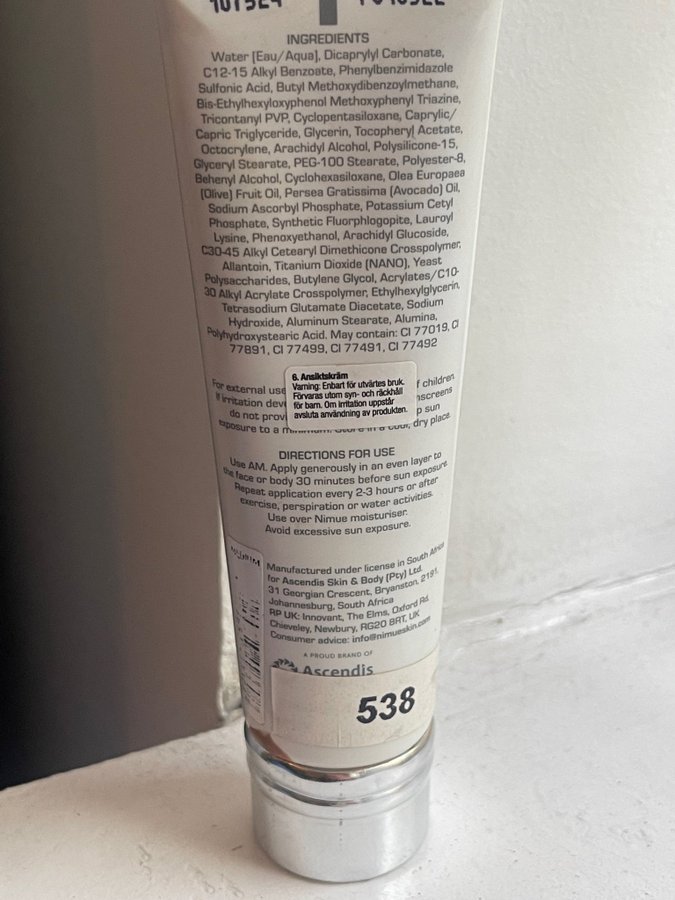 INGREDIENTS
Water (Eau/Aqua), Dicaprylyl Carbonate,
C12-15 Alkyl Benzoate, Phenylbenzimidazole
Sulfonic Acid, Butyl Methoxydibenzoylmethane,
Bis-Ethylhexyloxyphenol Methoxyphenyl Triazine,
Tricontanyl PVP, Cyclopentasiloxane, Caprylic/
Capric Triglyceride, Glycerin, Tocopheryl Acetate,
Octocrylene, Arachidyl Alcohol, Polysilicone-15,
Glyceryl Stearate, PEG-100 Stearate, Polyester-8,
Behenyl Alcohol, Cyclohexasiloxane, Olea Europaea
(Olive) Fruit Oil, Persea Gratissima (Avocado) Oil,
Sodium Ascorbyl Phosphate, Potassium Cetyl
Phosphate, Synthetic Fluorphlogopite, Lauroyl
Lysine, Phenoxyethanol, Arachidyl Glucoside,
C30-45 Alkyl Cetearyl Dimethicone Crosspolymer,
Allantoin, Titanium Dioxide (NANO), Yeast
Polysaccharides, Butylene Glycol, Acrylates/C10-
30 Alkyl Acrylate Crosspolymer, Ethylhexylglycerin,
Tetrasodium Glutamate Diacetate, Sodium
Hydroxide, Aluminum Stearate, Alumina,
Polyhydroxystearic Acid. May contain: CI 77019, CI
77891, CI 77499, CI 77491, CI 77492
6. Ansiktskräm
Varning: Enbart för utvärtes bruk.
Förvaras utom syn- och räckhåll
för barn. Om irritation uppstår
avsluta användning av produkten.
For external use f children.
If irritation deve nscreens
do not provi p sun
exposure to a minimum. Store in a cool, dry place.
DIRECTIONS FOR USE
Use AM. Apply generously in an even layer to
the face or body 30 minutes before sun exposure.
Repeat application every 2-3 hours or after
exercise, perspiration or water activities.
Use over Nimue moisturiser.
Avoid excessive sun exposure.
Manufactured under license in South Africa
for Ascendis Skin & Body (Pty) Ltd.
31 Georgian Crescent, Bryanston, 2191,
Johannesburg, South Africa
RP UK: Innovant, The Elms, Oxford Rd,
Chieveley, Newbury, RG20 8RT, UK
Consumer advice: info@nimueskin.com
A PROUD BRAND OF
Ascendis
538